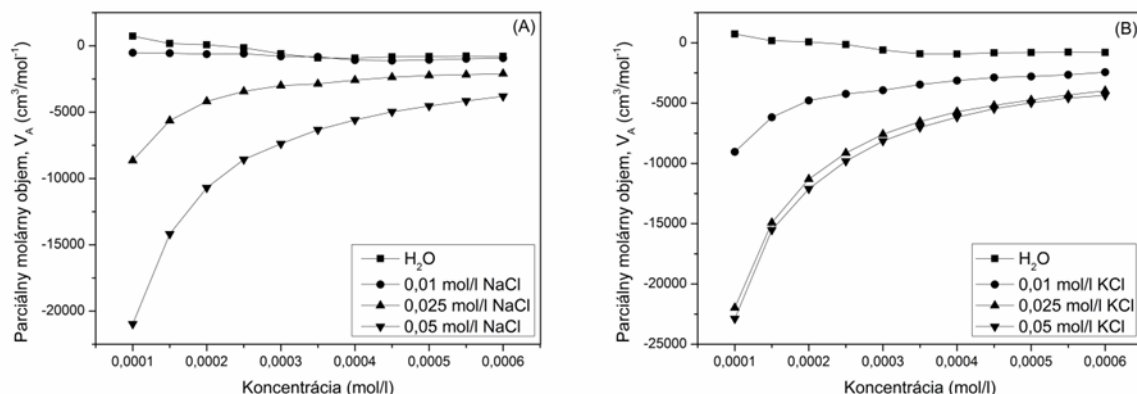 (A)
Parciálny molárny objem, V_A (cm³/mol⁻¹)
0
-5000
-10000
-15000
-20000
H₂O
0,01 mol/l NaCl
0,025 mol/l NaCl
0,05 mol/l NaCl
0,0001 0,0002 0,0003 0,0004 0,0005 0,0006
Koncentrácia (mol/l)
(B)
Parciálny molárny objem, V_A (cm³/mol⁻¹)
0
-5000
-10000
-15000
-20000
-25000
H₂O
0,01 mol/l KCl
0,025 mol/l KCl
0,05 mol/l KCl
0,0001 0,0002 0,0003 0,0004 0,0005 0,0006
Koncentrácia (mol/l)